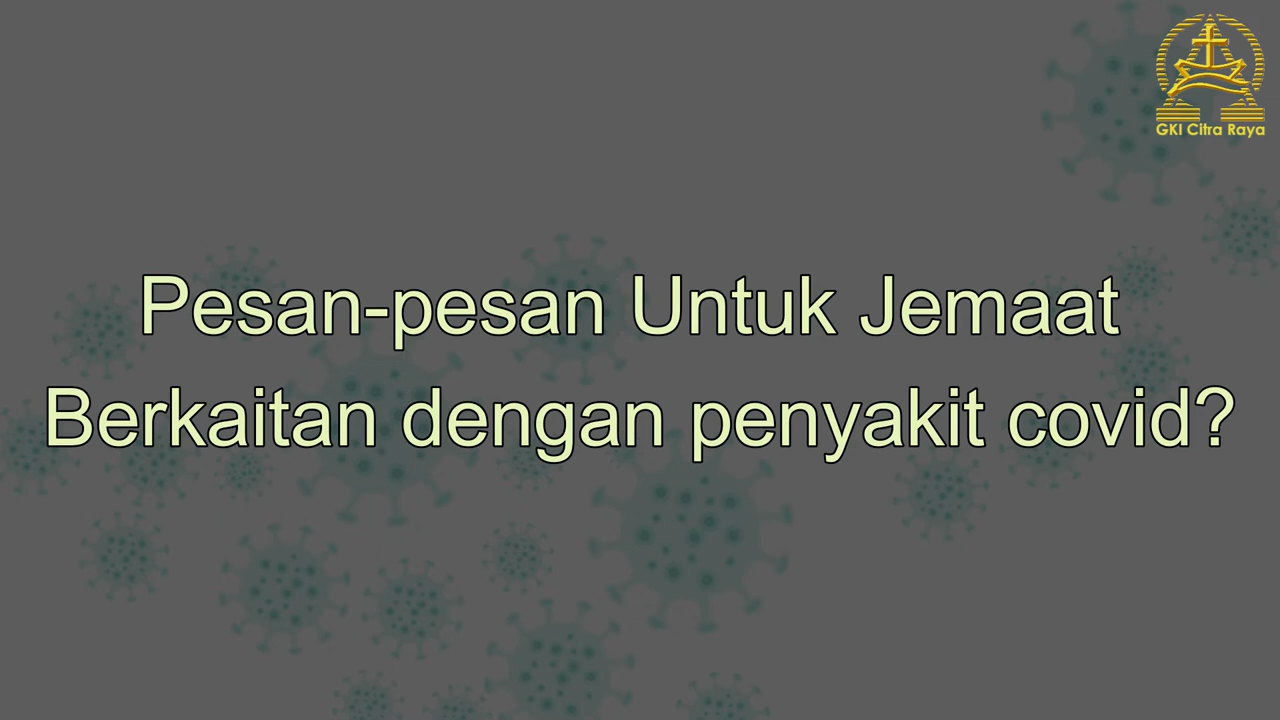 GKI Citra Raya
Pesan-pesan Untuk Jemaat
Berkaitan dengan penyakit covid?